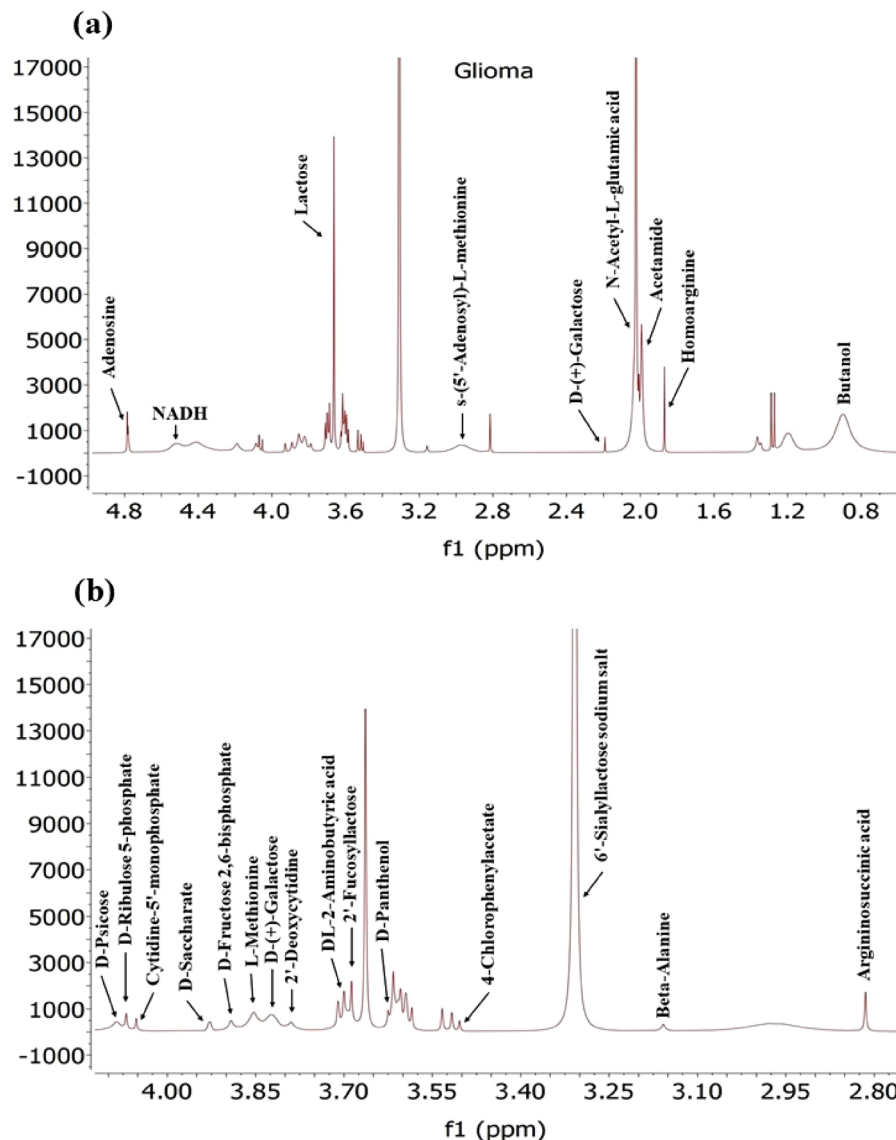 (a)
Glioma
17000
15000
13000
11000
9000
7000
5000
3000
1000
-1000
Adenosine
NADH
Lactose
s-(5'-Adenosyl)-L-methionine
D-(+)-Galactose
N-Acetyl-L-glutamic acid
Acetamide
Homoarginine
Butanol
4.8 4.4 4.0 3.6 3.2 2.8 2.4 2.0 1.6 1.2 0.8
f1 (ppm)
(b)
17000
15000
13000
11000
9000
7000
5000
3000
1000
-1000
D-Psicose
D-Ribulose 5-phosphate
Cytidine-5'-monophosphate
D-Saccharate
D-Fructose 2,6-bisphosphate
L-Methionine
D-(+)-Galactose
2'-Deoxycytidine
DL-2-Aminobutyric acid
2'-Fucosyllactose
D-Panthenol
4-Chlorophenylacetate
6'-Sialyllactose sodium salt
Beta-Alanine
Argininosuccinic acid
4.00 3.85 3.70 3.55 3.40 3.25 3.10 2.95 2.80
f1 (ppm)